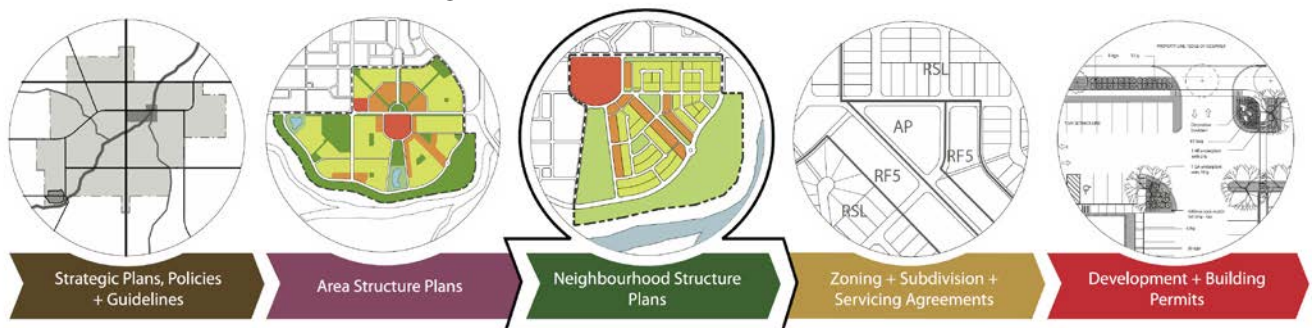 RSL
AP
RF5
RF5
RSL
Strategic Plans, Policies
+ Guidelines
Area Structure Plans
Neighbourhood Structure
Plans
Zoning + Subdivision +
Servicing Agreements
Development + Building
Permits